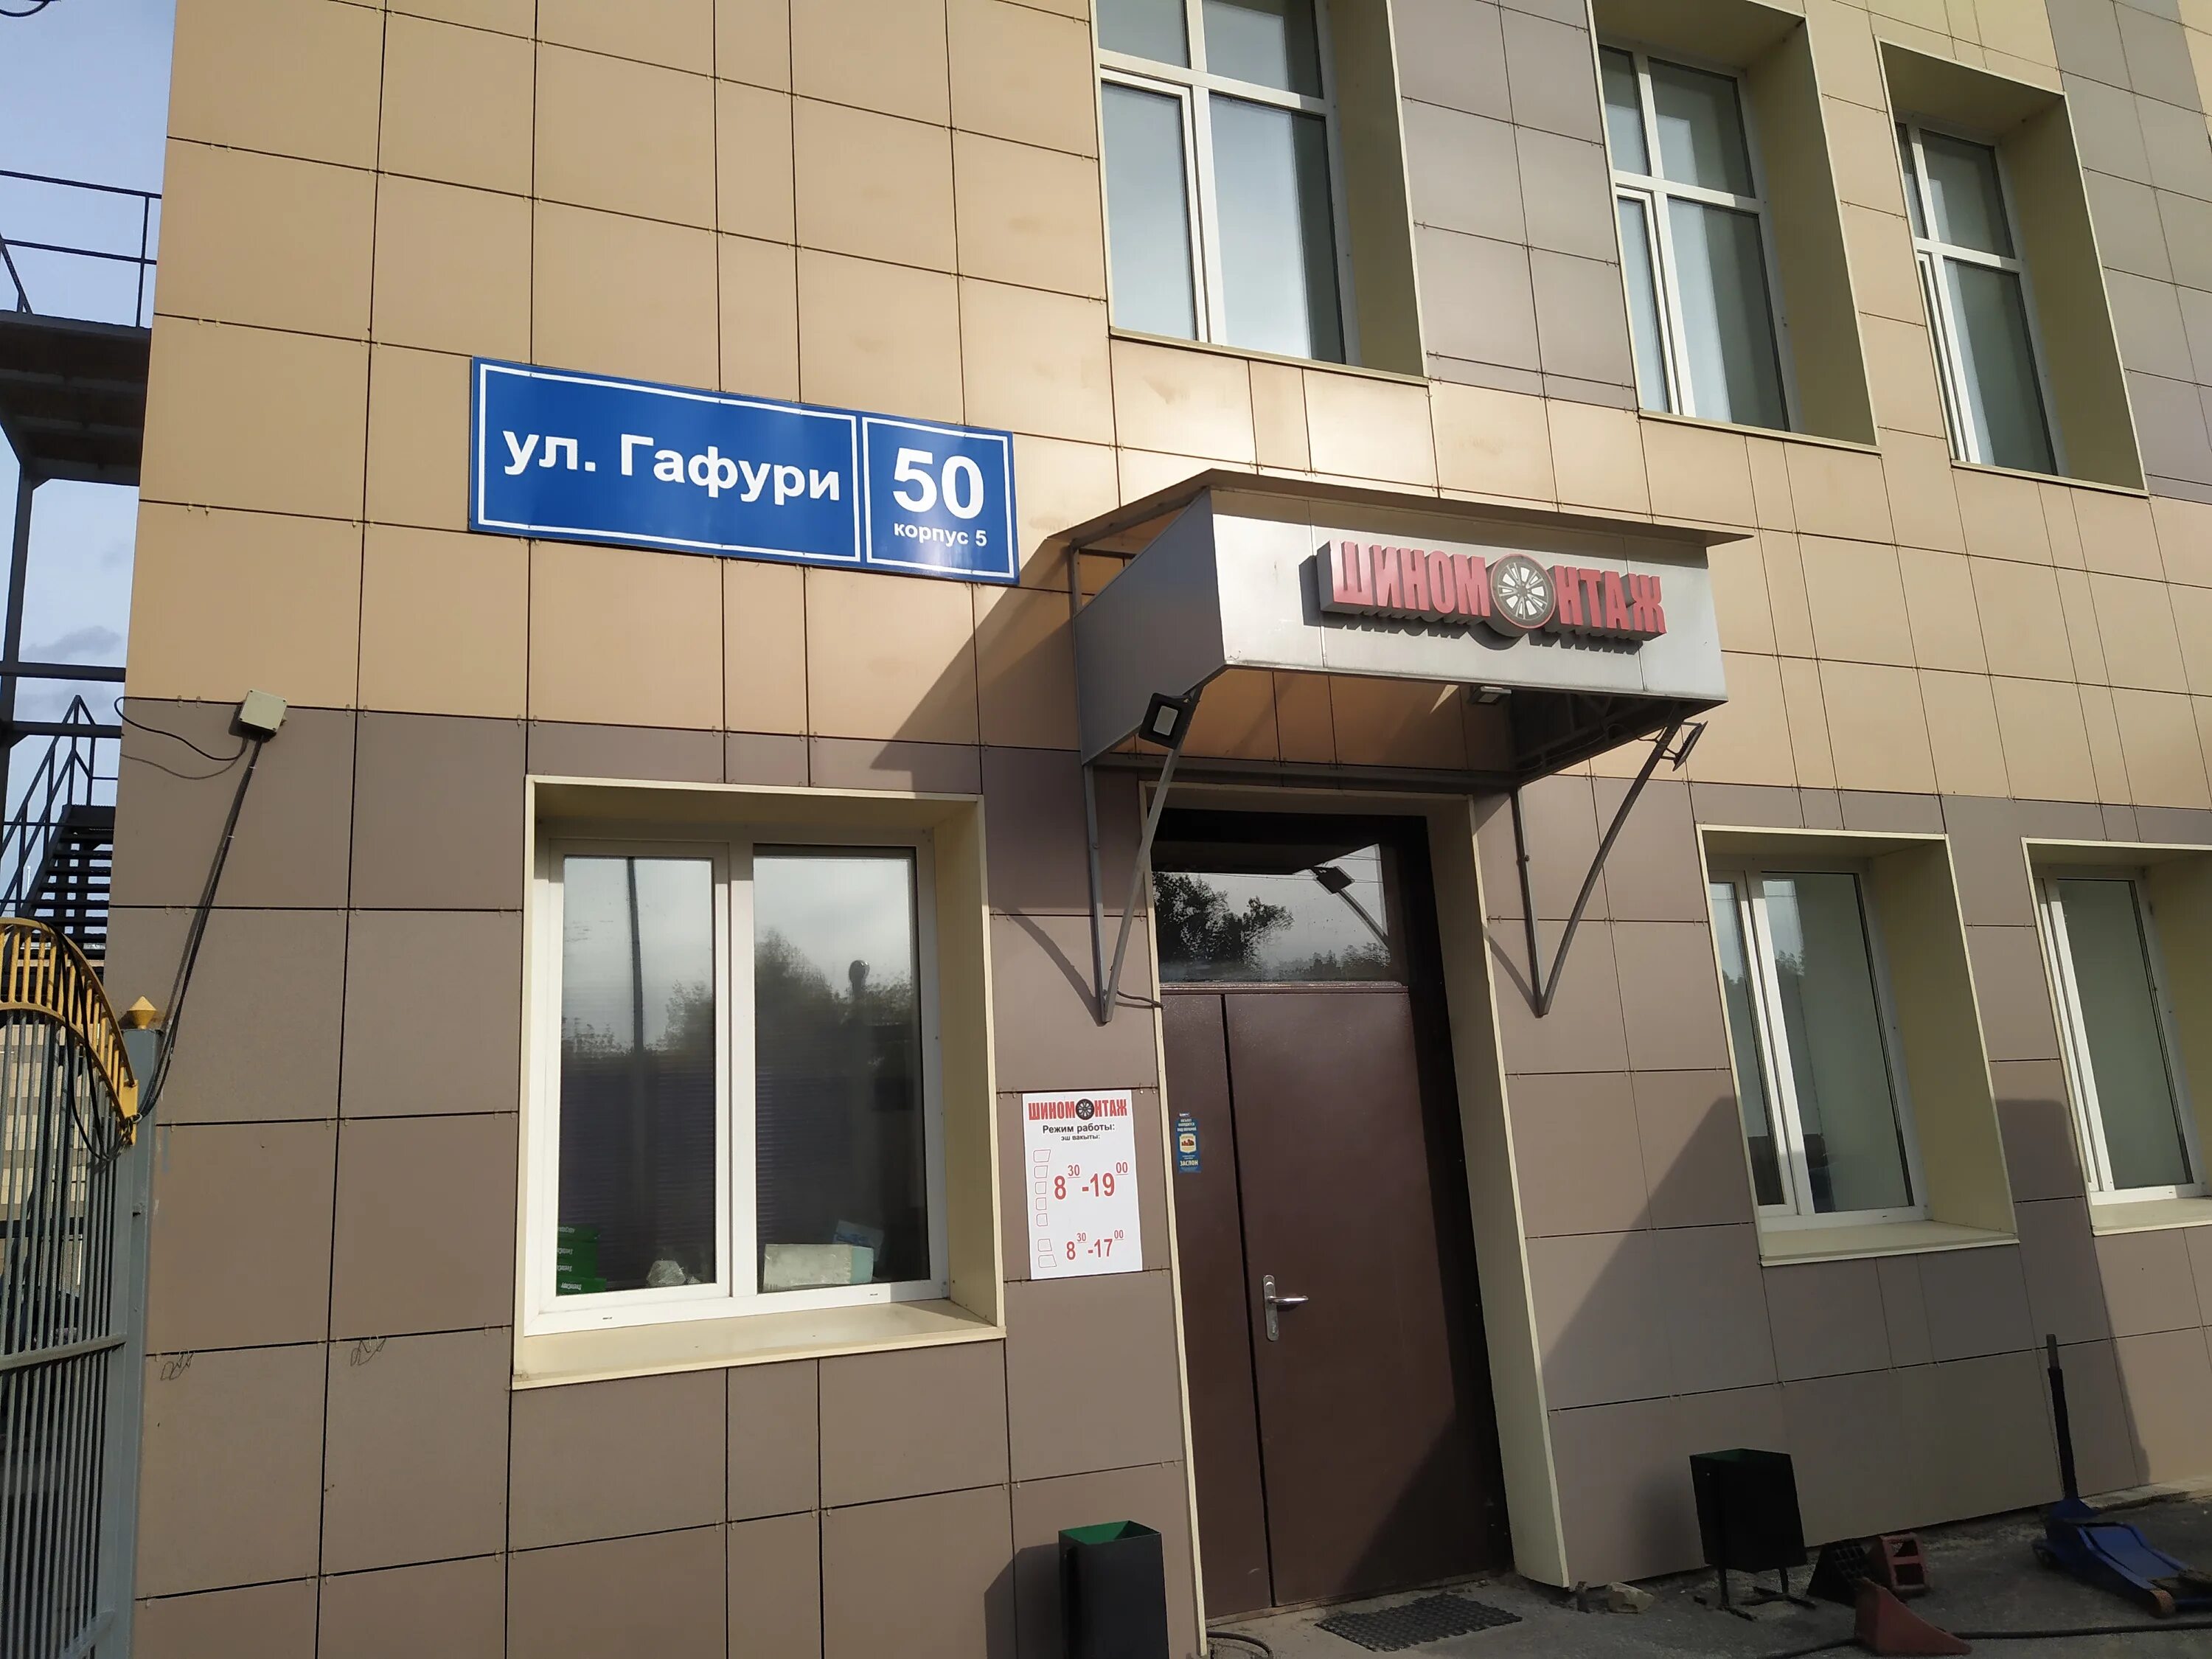 ул. Гафури
50
корпус 5
ШИНОМОНТАЖ
ШИНОМОНТАЖ
Режим работы:
эш вакыты:
8 30 -19 00
8 30 -17 00